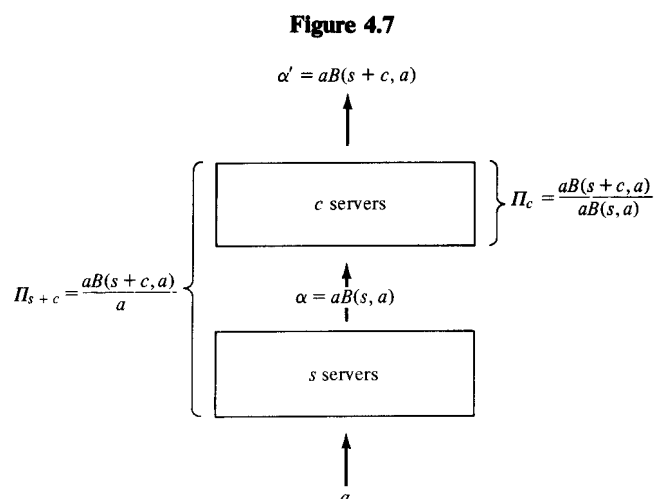 Figure 4.7
α′ = aB(s + c, a)
c servers
Π_c = aB(s + c, a) / aB(s, a)
Π_{s + c} = aB(s + c, a) / a
α = aB(s, a)
s servers
a